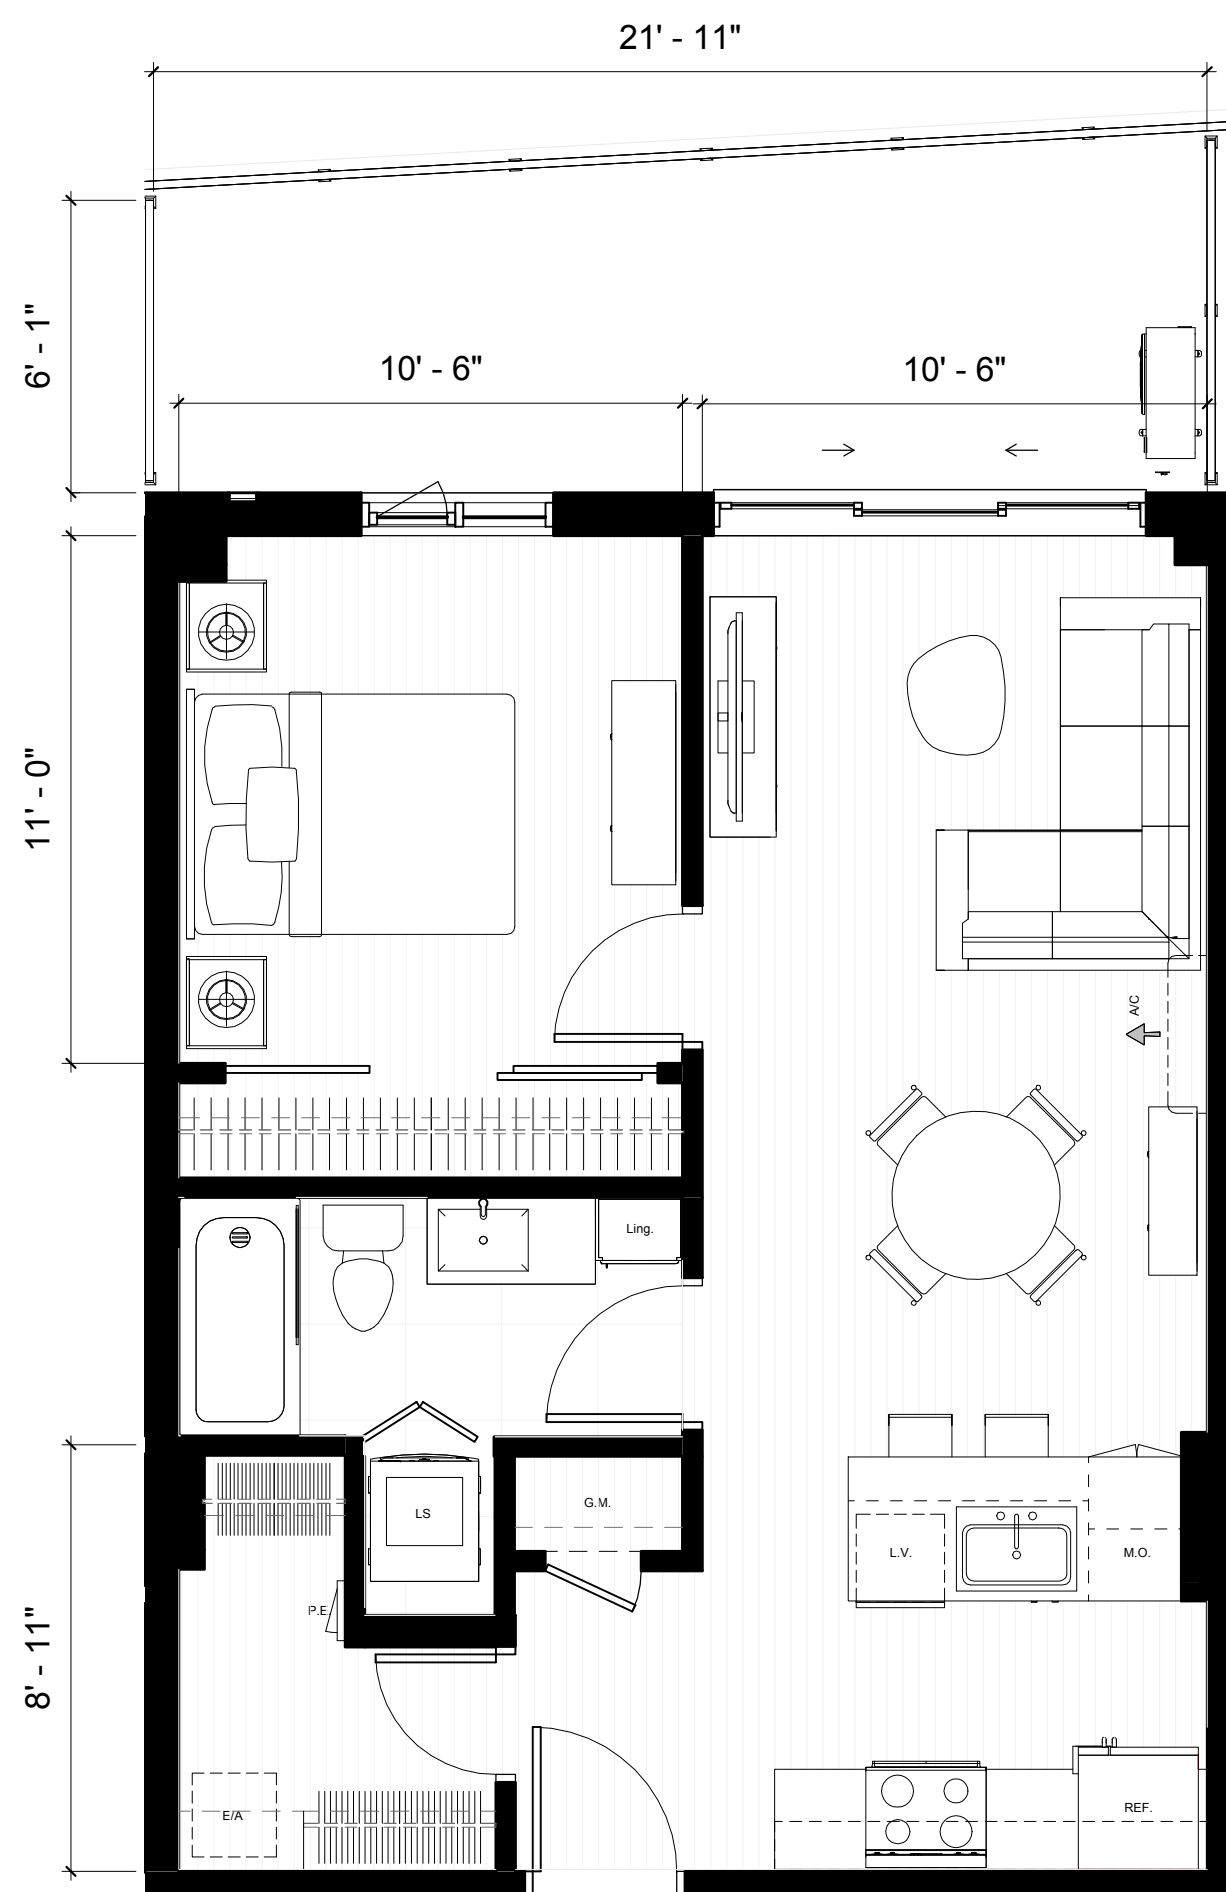 21' - 11"
6' - 1"
10' - 6"
10' - 6"
11' - 0"
A/C
Ling.
LS
G.M.
L.V.
M.O.
P.E.
8' - 11"
E/A
REF.